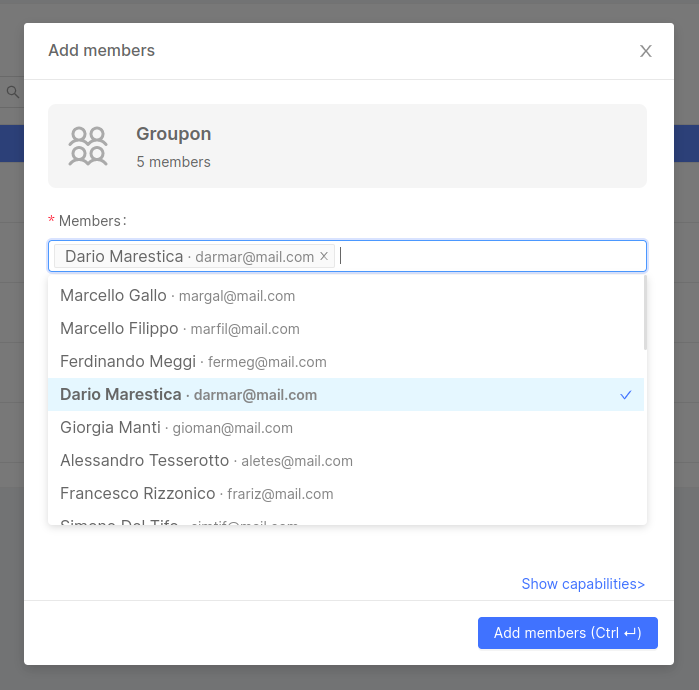 Add members
Groupon
5 members
* Members:
Dario Marestica · darmar@mail.com
Marcello Gallo · margal@mail.com
Marcello Filippo · marfil@mail.com
Ferdinando Meggi · fermeg@mail.com
Dario Marestica · darmar@mail.com
Giorgia Manti · gioman@mail.com
Alessandro Tesserotto · aletes@mail.com
Francesco Rizzonico · frariz@mail.com
Show capabilities>
Add members (Ctrl ↵)